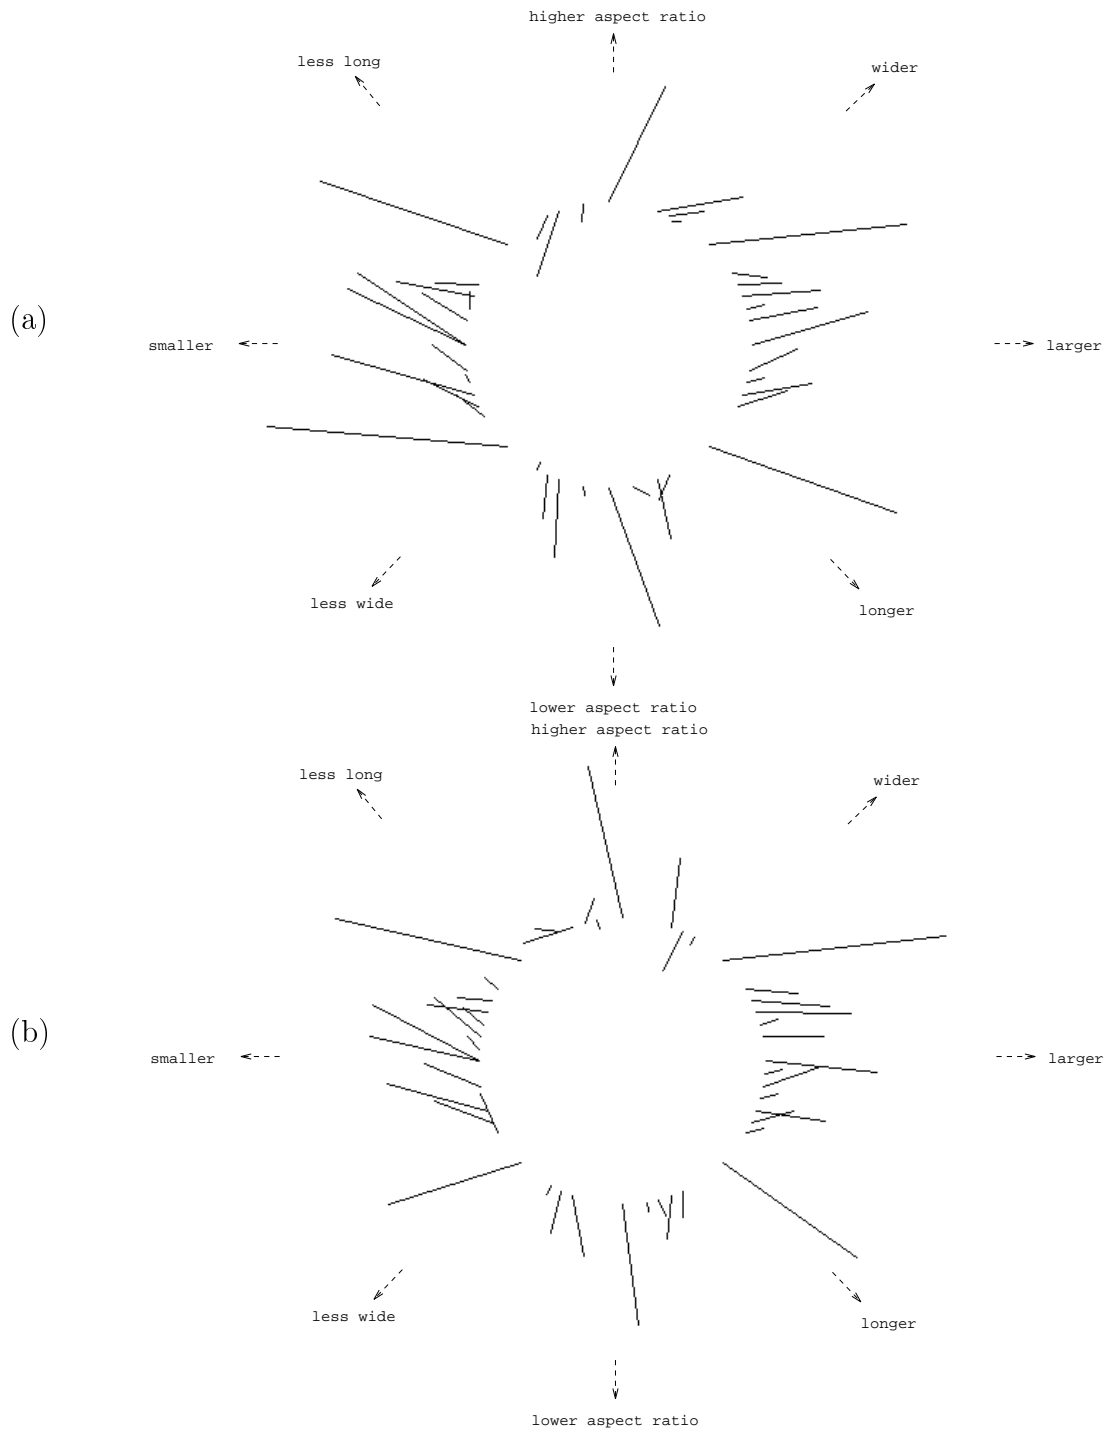 higher aspect ratio
less long
wider
(a)
smaller
larger
less wide
longer
lower aspect ratio
higher aspect ratio
less long
wider
(b)
smaller
larger
less wide
longer
lower aspect ratio